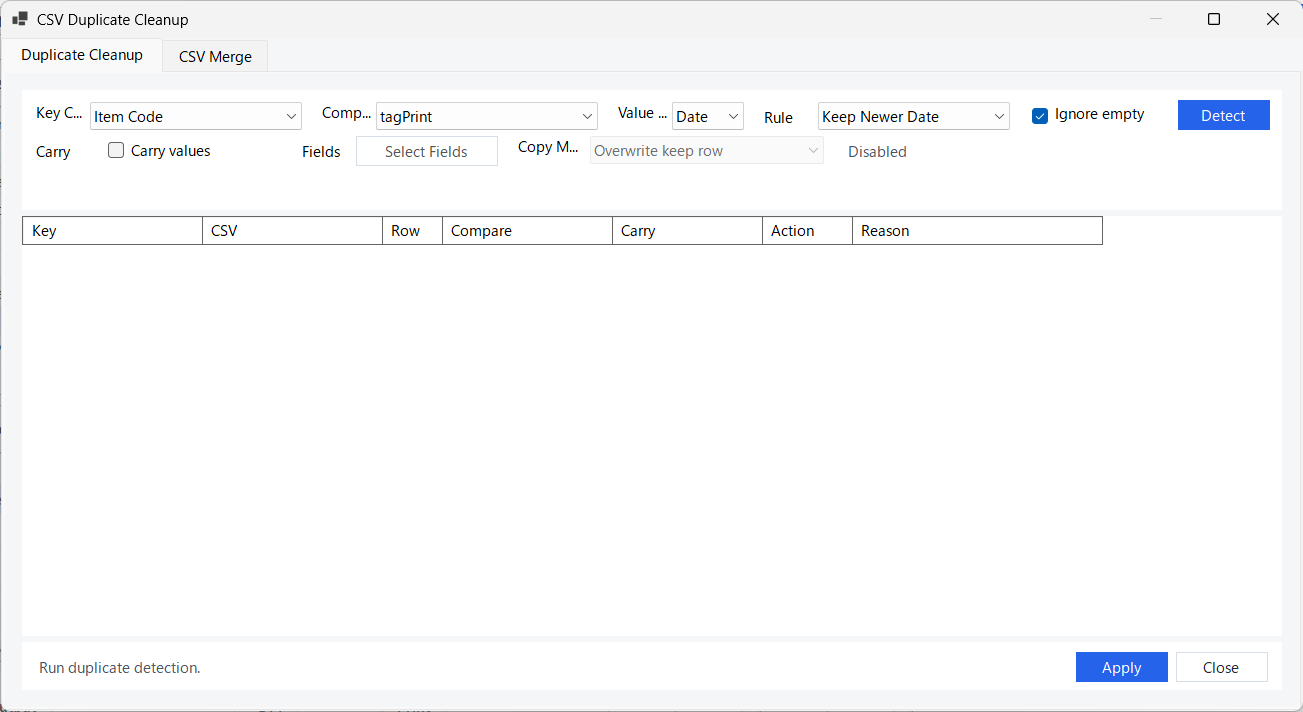 CSV Duplicate Cleanup
Duplicate Cleanup CSV Merge
Key C... Item Code Comp... tagPrint Value ... Date Rule Keep Newer Date Ignore empty Detect
Carry Carry values Fields Select Fields Copy M... Overwrite keep row Disabled
Key CSV Row Compare Carry Action Reason
Run duplicate detection. Apply Close